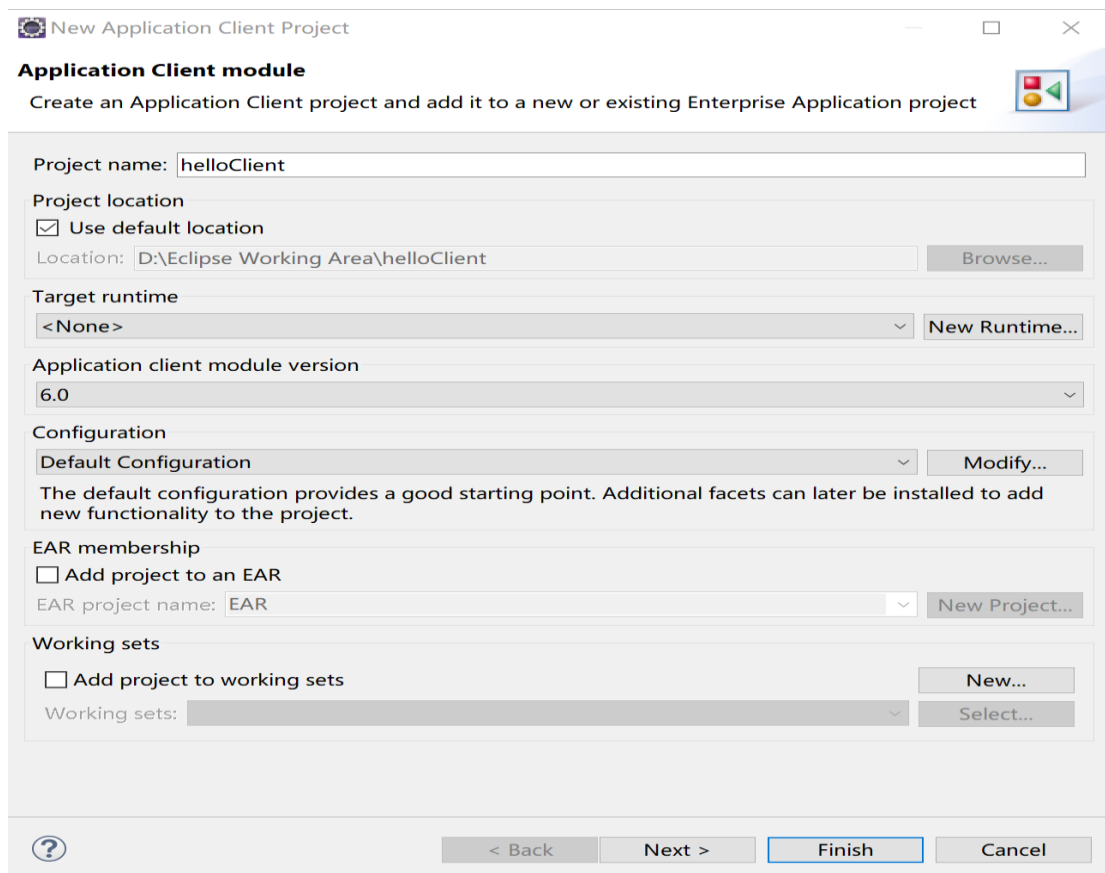 New Application Client Project
Application Client module
Create an Application Client project and add it to a new or existing Enterprise Application project
Project name: helloClient
Project location
Use default location
Location: D:\Eclipse Working Area\helloClient Browse...
Target runtime
<None> New Runtime...
Application client module version
6.0
Configuration
Default Configuration Modify...
The default configuration provides a good starting point. Additional facets can later be installed to add
new functionality to the project.
EAR membership
Add project to an EAR
EAR project name: EAR New Project...
Working sets
Add project to working sets New...
Working sets: Select...
? < Back Next > Finish Cancel